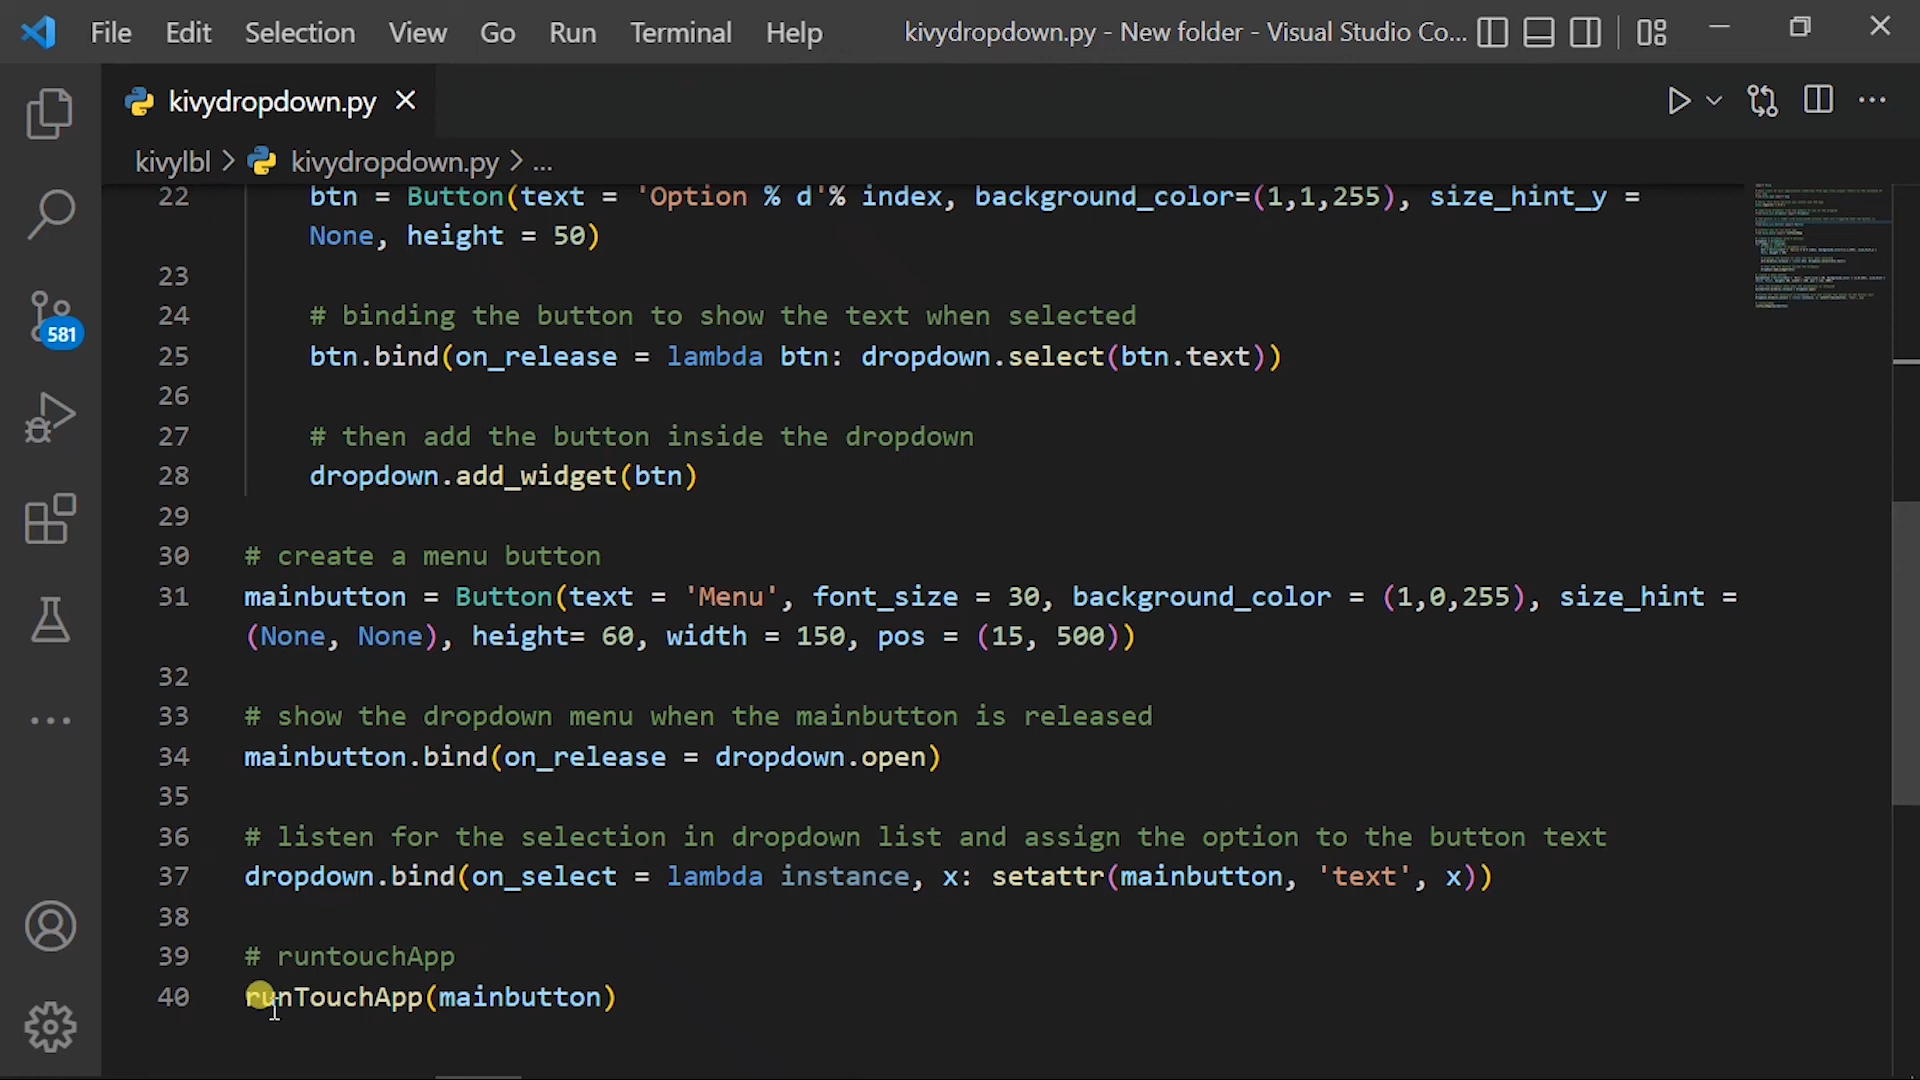 File Edit Selection View Go Run Terminal Help kivydropdown.py - New folder - Visual Studio Co...
kivydropdown.py
kivylbl > kivydropdown.py > ...
22 btn = Button(text = 'Option % d'% index, background_color=(1,1,255), size_hint_y =
None, height = 50)
23
24 # binding the button to show the text when selected
25 btn.bind(on_release = lambda btn: dropdown.select(btn.text))
26
27 # then add the button inside the dropdown
28 dropdown.add_widget(btn)
29
30 # create a menu button
31 mainbutton = Button(text = 'Menu', font_size = 30, background_color = (1,0,255), size_hint =
(None, None), height= 60, width = 150, pos = (15, 500))
32
33 # show the dropdown menu when the mainbutton is released
34 mainbutton.bind(on_release = dropdown.open)
35
36 # listen for the selection in dropdown list and assign the option to the button text
37 dropdown.bind(on_select = lambda instance, x: setattr(mainbutton, 'text', x))
38
39 # runtouchApp
40 runTouchApp(mainbutton)
581